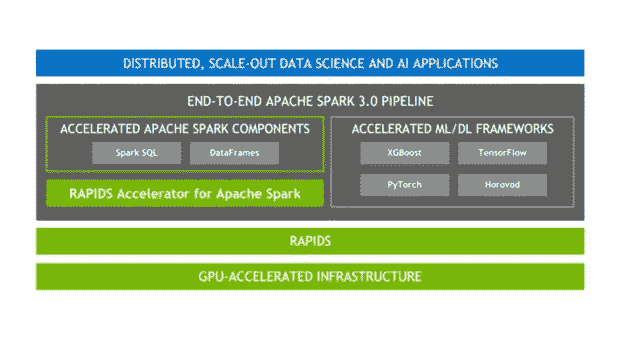 DISTRIBUTED, SCALE-OUT DATA SCIENCE AND AI APPLICATIONS
END-TO-END APACHE SPARK 3.0 PIPELINE
ACCELERATED APACHE SPARK COMPONENTS
Spark SQL
DataFrames
RAPIDS Accelerator for Apache Spark
ACCELERATED ML/DL FRAMEWORKS
XGBoost
TensorFlow
PyTorch
Horovod
RAPIDS
GPU-ACCELERATED INFRASTRUCTURE